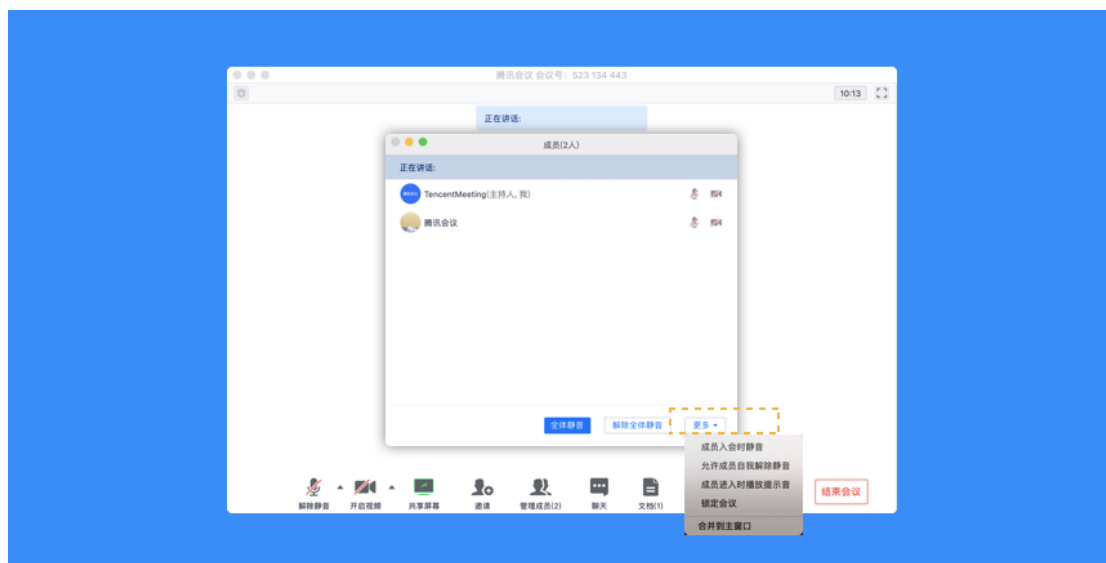 腾讯会议 会议号：523 134 443
10:13
正在讲话:
成员(2人)
正在讲话:
TencentMeeting(主持人, 我)
腾讯会议
全体静音 解除全体静音 更多
成员入会时静音
允许成员自我解除静音
成员进入时播放提示音
锁定会议
合并到主窗口
解除静音 开启视频 共享屏幕 邀请 管理成员(2) 聊天 文档(1) 结束会议